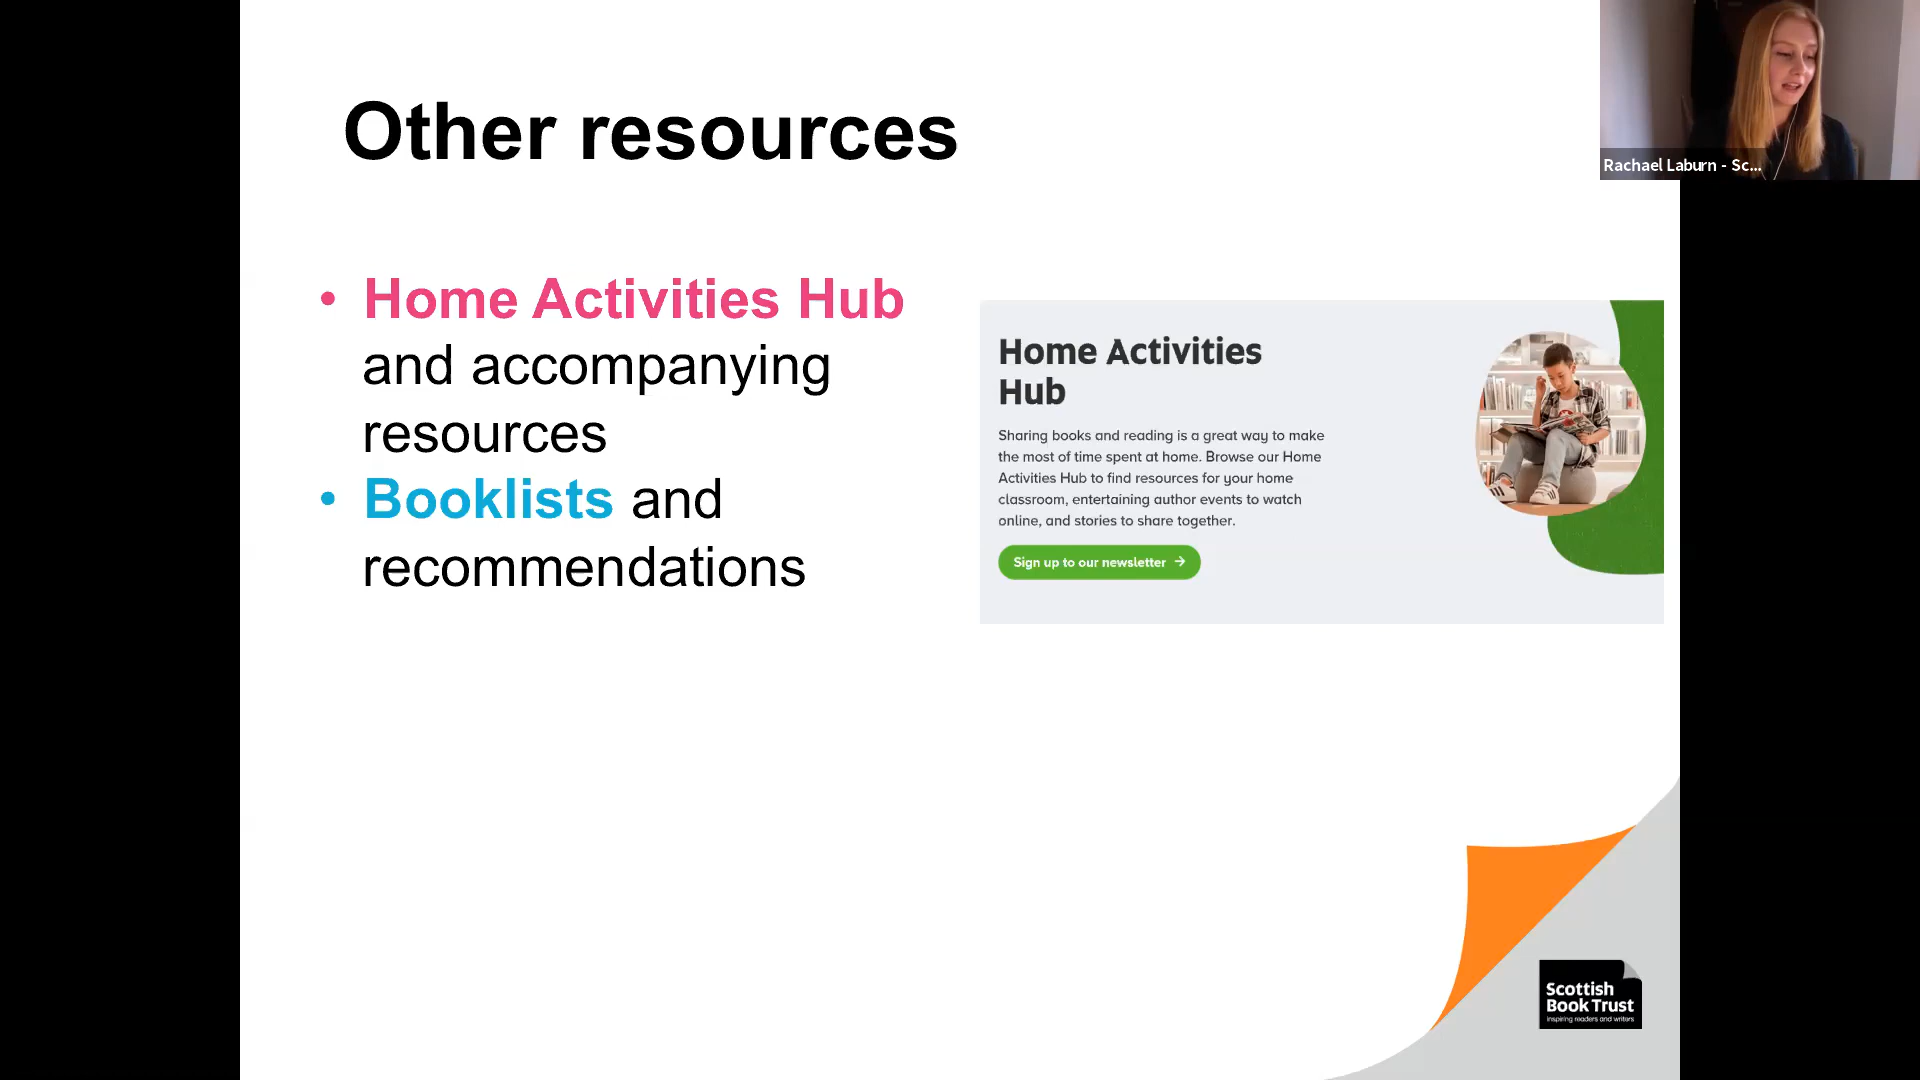 Other resources
Rachael Laburn - Sc...
• Home Activities Hub
and accompanying
resources
• Booklists and
recommendations
Home Activities
Hub
Sharing books and reading is a great way to make
the most of time spent at home. Browse our Home
Activities Hub to find resources for your home
classroom, entertaining author events to watch
online, and stories to share together.
Sign up to our newsletter →
Scottish
Book Trust
inspiring readers and writers